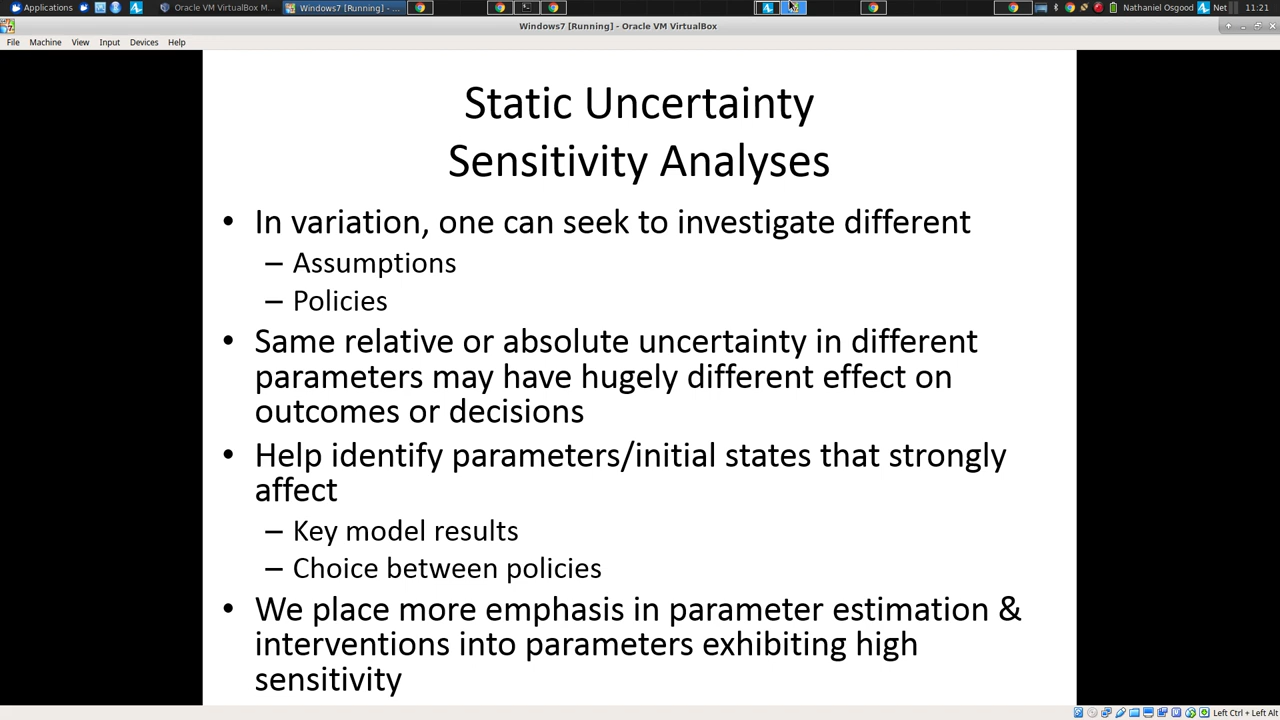 Applications
Oracle VM VirtualBox M...
Windows7 [Running] - ...
Nathaniel Osgood
Net
11:21
Windows7 [Running] - Oracle VM VirtualBox
File Machine View Input Devices Help
Static Uncertainty
Sensitivity Analyses
• In variation, one can seek to investigate different
– Assumptions
– Policies
• Same relative or absolute uncertainty in different
parameters may have hugely different effect on
outcomes or decisions
• Help identify parameters/initial states that strongly
affect
– Key model results
– Choice between policies
• We place more emphasis in parameter estimation &
interventions into parameters exhibiting high
sensitivity
Left Ctrl + Left Alt